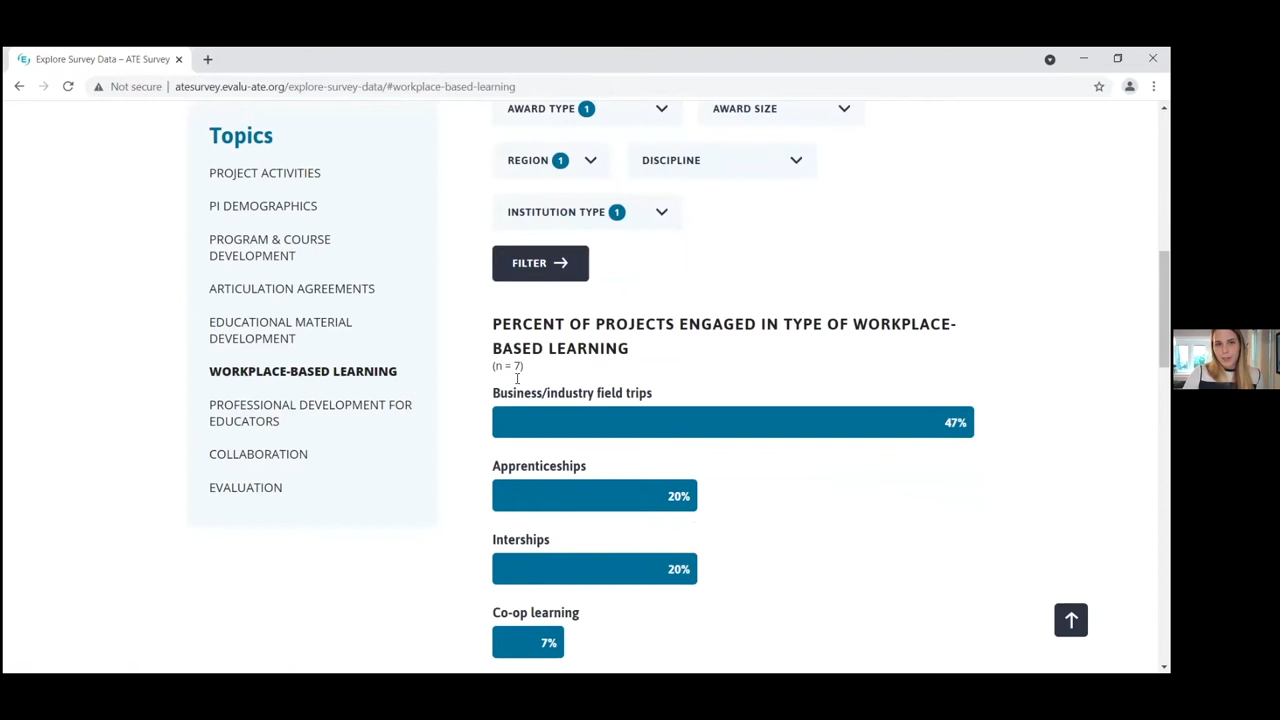 Explore Survey Data – ATE Survey
Not secure
atesurvey.evalu-ate.org/explore-survey-data/#workplace-based-learning
Topics
PROJECT ACTIVITIES
PI DEMOGRAPHICS
PROGRAM & COURSE
DEVELOPMENT
ARTICULATION AGREEMENTS
EDUCATIONAL MATERIAL
DEVELOPMENT
WORKPLACE-BASED LEARNING
PROFESSIONAL DEVELOPMENT FOR
EDUCATORS
COLLABORATION
EVALUATION
AWARD TYPE 1
AWARD SIZE
REGION 1
DISCIPLINE
INSTITUTION TYPE 1
FILTER
PERCENT OF PROJECTS ENGAGED IN TYPE OF WORKPLACE-
BASED LEARNING
(n = 7)
Business/industry field trips
47%
Apprenticeships
20%
Interships
20%
Co-op learning
7%